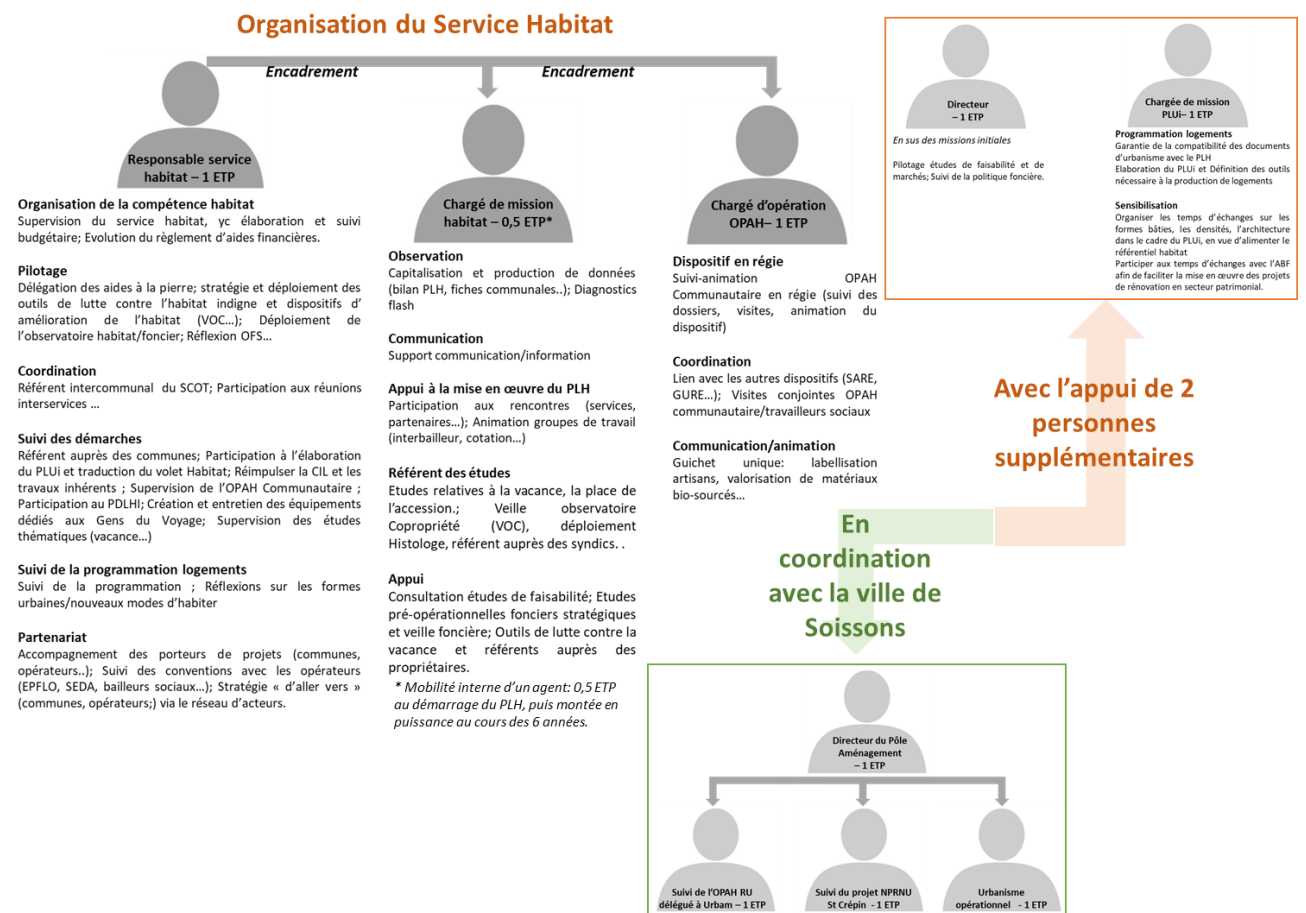 Organisation du Service Habitat
Encadrement
Encadrement
Responsable service
habitat – 1 ETP
Organisation de la compétence habitat
Supervision du service habitat, yc élaboration et suivi
budgétaire; Evolution du règlement d'aides financières.
Pilotage
Délégation des aides à la pierre; stratégie et déploiement des
outils de lutte contre l'habitat indigne et dispositifs d'
amélioration de l'habitat (VOC…); Déploiement de
l'observatoire habitat/foncier; Réflexion OFS…
Coordination
Référent intercommunal du SCOT; Participation aux réunions
interservices …
Suivi des démarches
Référent auprès des communes; Participation à l'élaboration
du PLUi et traduction du volet Habitat; Réimpulser la CIL et les
travaux inhérents ; Supervision de l'OPAH Communautaire ;
Participation au PDLHI; Création et entretien des équipements
dédiés aux Gens du Voyage; Supervision des études
thématiques (vacance…)
Suivi de la programmation logements
Suivi de la programmation ; Réflexions sur les formes
urbaines/nouveaux modes d'habiter
Partenariat
Accompagnement des porteurs de projets (communes,
opérateurs..); Suivi des conventions avec les opérateurs
(EPFLO, SEDA, bailleurs sociaux…); Stratégie « d'aller vers »
(communes, opérateurs;) via le réseau d'acteurs.
Chargé de mission
habitat – 0,5 ETP*
Observation
Capitalisation et production de données
(bilan PLH, fiches communales..); Diagnostics
flash
Communication
Support communication/information
Appui à la mise en œuvre du PLH
Participation aux rencontres (services,
partenaires…); Animation groupes de travail
(interbailleur, cotation…)
Référent des études
Etudes relatives à la vacance, la place de
l'accession.; Veille observatoire
Copropriété (VOC), déploiement
Histologe, référent auprès des syndics. .
Appui
Consultation études de faisabilité; Etudes
pré-opérationnelles fonciers stratégiques
et veille foncière; Outils de lutte contre la
vacance et référents auprès des
propriétaires.
* Mobilité interne d'un agent: 0,5 ETP
au démarrage du PLH, puis montée en
puissance au cours des 6 années.
Chargé d'opération
OPAH– 1 ETP
Dispositif en régie
Suivi-animation OPAH
Communautaire en régie (suivi des
dossiers, visites, animation du
dispositif)
Coordination
Lien avec les autres dispositifs (SARE,
GURE…); Visites conjointes OPAH
communautaire/travailleurs sociaux
Communication/animation
Guichet unique: labellisation
artisans, valorisation de matériaux
bio-sourcés…
Directeur
– 1 ETP
En sus des missions initiales
Pilotage études de faisabilité et de
marchés; Suivi de la politique foncière.
Chargée de mission
PLUi– 1 ETP
Programmation logements
Garantie de la compatibilité des documents
d'urbanisme avec le PLH
Elaboration du PLUi et Définition des outils
nécessaire à la production de logements
Sensibilisation
Organiser les temps d'échanges sur les
formes bâties, les densités, l'architecture
dans le cadre du PLUi, en vue d'alimenter le
référentiel habitat
Participer aux temps d'échanges avec l'ABF
afin de faciliter la mise en œuvre des projets
de rénovation en secteur patrimonial.
Avec l'appui de 2
personnes
supplémentaires
En
coordination
avec la ville de
Soissons
Directeur du Pôle
Aménagement
– 1 ETP
Suivi de l'OPAH RU
délégué à Urbam – 1 ETP
Suivi du projet NPRNU
St Crépin - 1 ETP
Urbanisme
opérationnel - 1 ETP